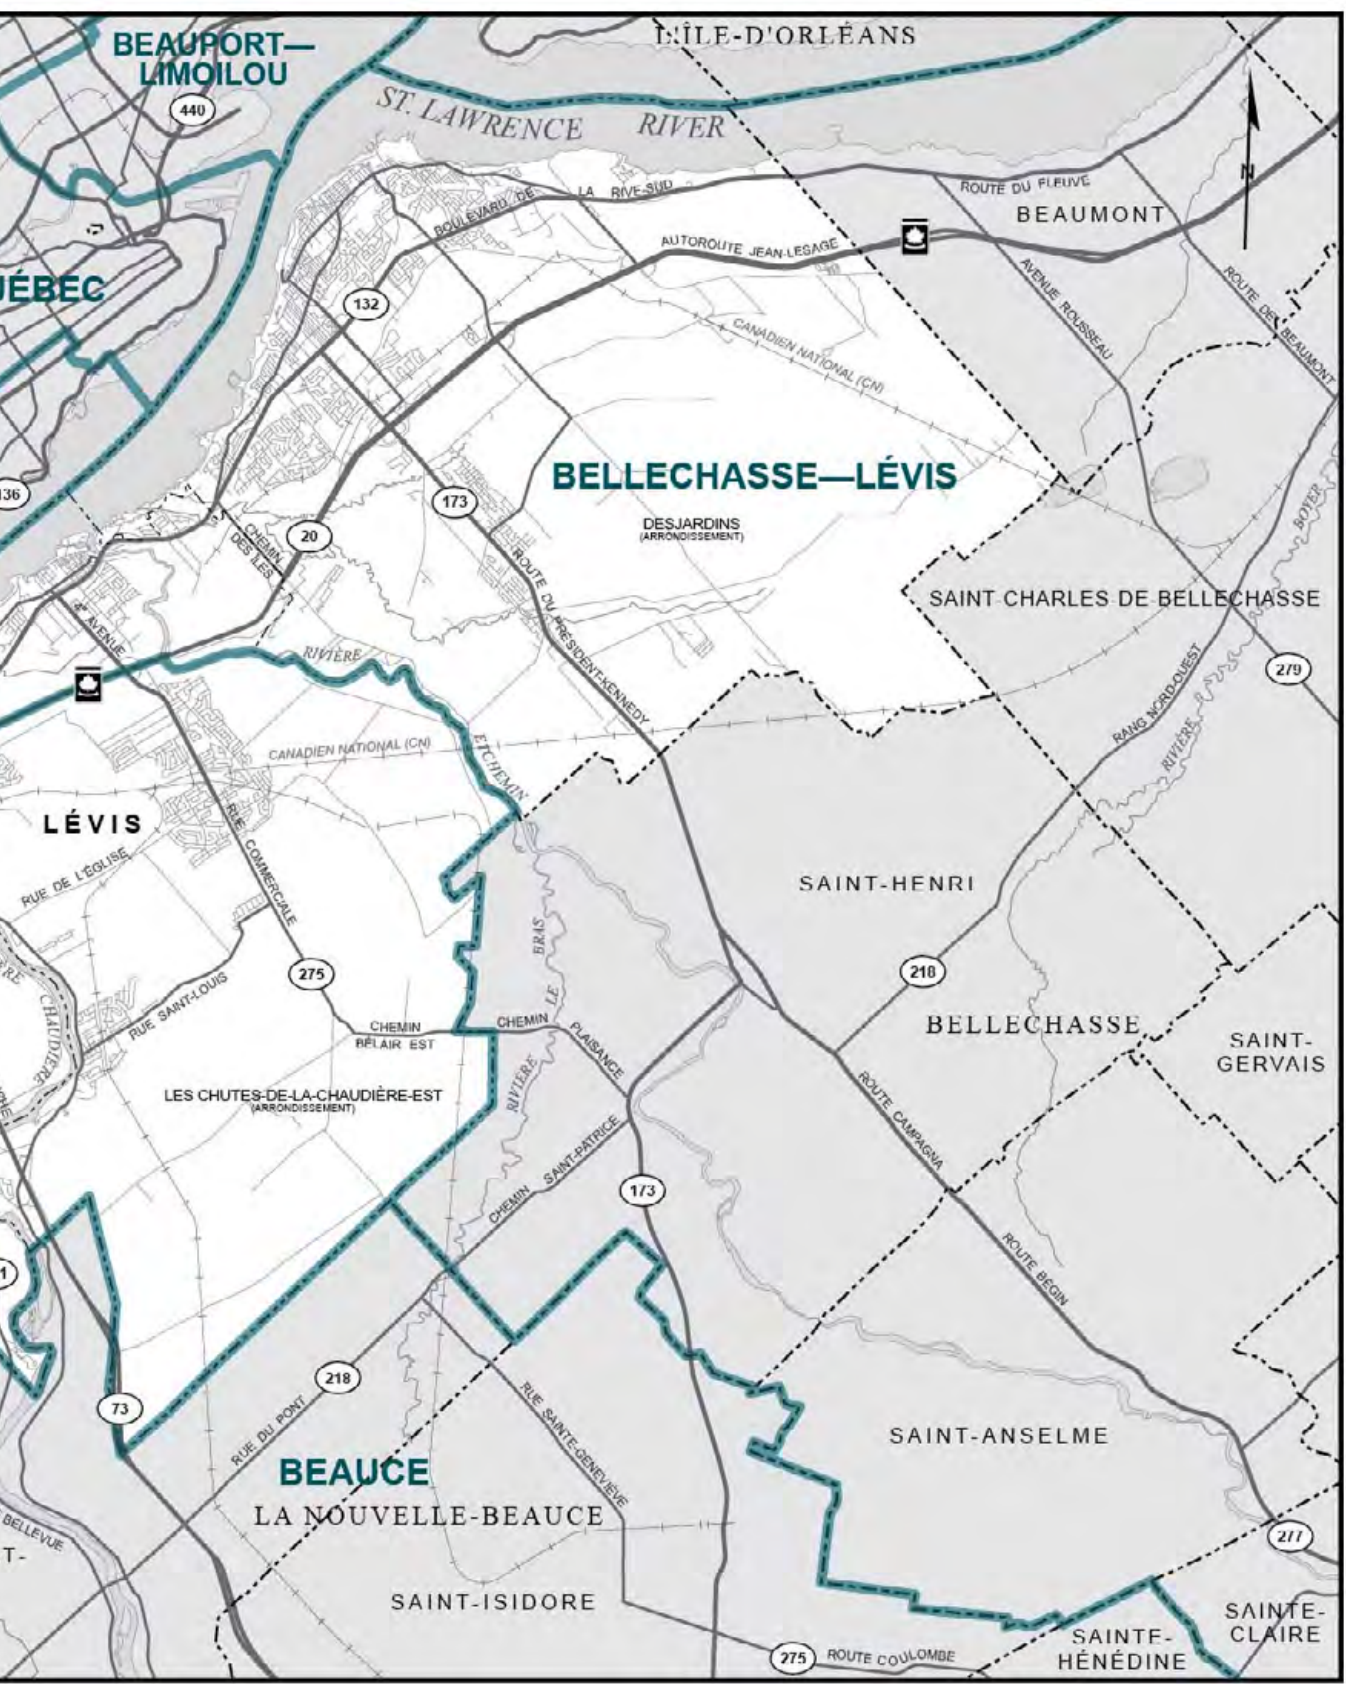 BEAUPORT—
LIMOILOU
L'ÎLE-D'ORLÉANS
440
ST. LAWRENCE RIVER
N
ROUTE DU FLEUVE
BEAUMONT
BOULEVARD DE LA RIVE-SUD
AUTOROUTE JEAN-LESAGE
UÉBEC
132
AVENUE ROUSSEAU
ROUTE DE BEAUMONT
CANADIEN NATIONAL (CN)
BELLECHASSE—LÉVIS
136
173
DESJARDINS
(ARRONDISSEMENT)
20
CHEMIN
DES ÎLES
BOYER
ROUTE DU PRÉSIDENT-KENNEDY
SAINT-CHARLES-DE-BELLECHASSE
4E AVENUE
RIVIÈRE
279
RANG NORD-OUEST
RIVIÈRE
ETCHEMIN
CANADIEN NATIONAL (CN)
LÉVIS
RUE COMMERCIALE
RUE DE L'ÉGLISE
SAINT-HENRI
BRAS
275
218
CHAUDIÈRE
RUE SAINT-LOUIS
LE
CHEMIN
BÉLAIR EST
CHEMIN PLAISANCE
BELLECHASSE
SAINT-
GERVAIS
RIVIÈRE
LES CHUTES-DE-LA-CHAUDIÈRE-EST
(ARRONDISSEMENT)
ROUTE CAMPAGNA
CHEMIN SAINT-PATRICE
173
ROUTE BÉGIN
1
218
RUE DU PONT
RUE SAINTE-GENEVIÈVE
73
SAINT-ANSELME
BEAUCE
LA NOUVELLE-BEAUCE
BELLEVUE
T-
277
SAINT-ISIDORE
SAINTE-
CLAIRE
SAINTE-
HÉNÉDINE
275
ROUTE COULOMBE